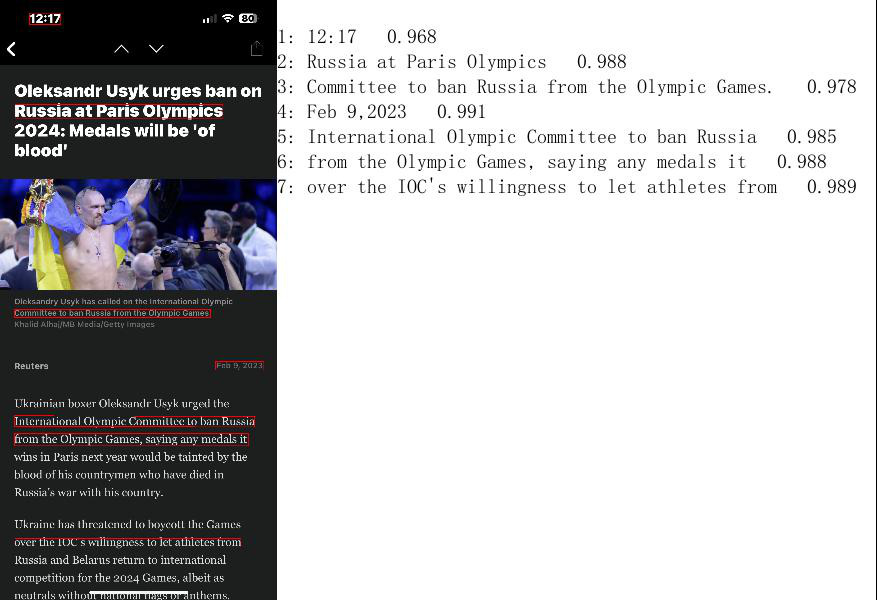 12:17
80
Oleksandr Usyk urges ban on
Russia at Paris Olympics
2024: Medals will be 'of
blood'
Oleksandry Usyk has called on the International Olympic
Committee to ban Russia from the Olympic Games.
Khalid Alhaj/MB Media/Getty Images
Reuters
Feb 9, 2023
Ukrainian boxer Oleksandr Usyk urged the
International Olympic Committee to ban Russia
from the Olympic Games, saying any medals it
wins in Paris next year would be tainted by the
blood of his countrymen who have died in
Russia's war with his country.
Ukraine has threatened to boycott the Games
over the IOC's willingness to let athletes from
Russia and Belarus return to international
competition for the 2024 Games, albeit as
neutrals without national flags or anthems.
1: 12:17 0.968
2: Russia at Paris Olympics 0.988
3: Committee to ban Russia from the Olympic Games. 0.978
4: Feb 9,2023 0.991
5: International Olympic Committee to ban Russia 0.985
6: from the Olympic Games, saying any medals it 0.988
7: over the IOC's willingness to let athletes from 0.989